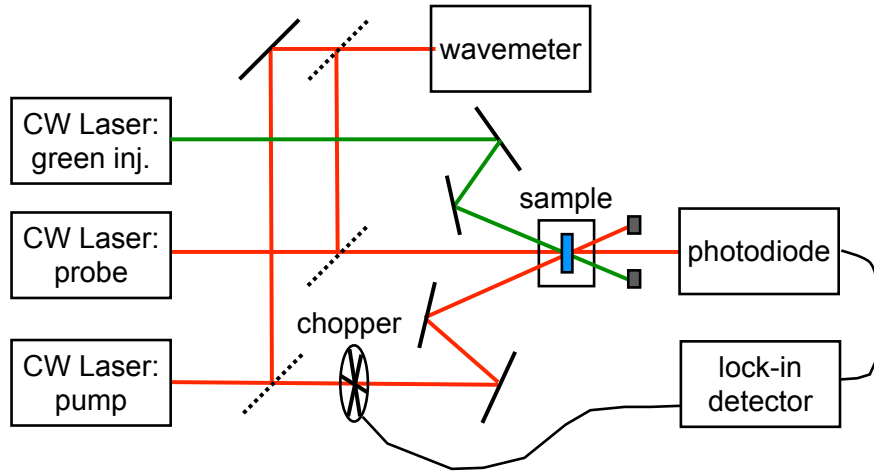 wavemeter
CW Laser:
green inj.
sample
CW Laser:
probe
photodiode
chopper
CW Laser:
pump
lock-in
detector